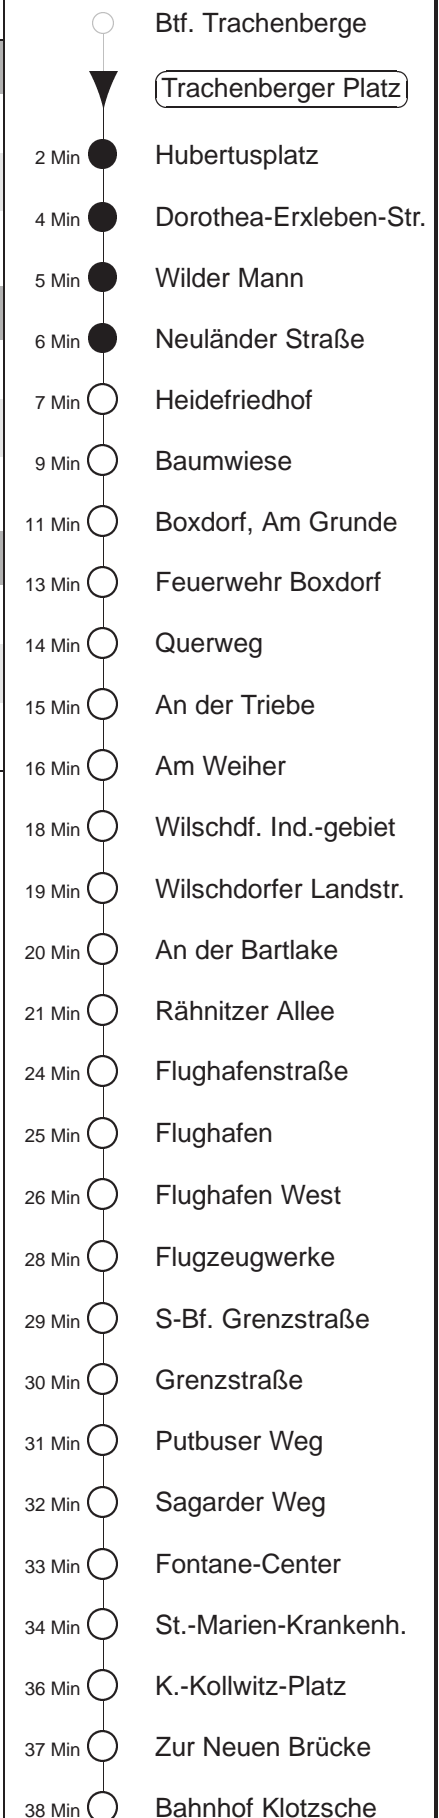 Btf. Trachenberge
Trachenberger Platz
2 Min Hubertusplatz
4 Min Dorothea-Erxleben-Str.
5 Min Wilder Mann
6 Min Neuländer Straße
7 Min Heidefriedhof
9 Min Baumwiese
11 Min Boxdorf, Am Grunde
13 Min Feuerwehr Boxdorf
14 Min Querweg
15 Min An der Triebe
16 Min Am Weiher
18 Min Wilschdf. Ind.-gebiet
19 Min Wilschdorfer Landstr.
20 Min An der Bartlake
21 Min Rähnitzer Allee
24 Min Flughafenstraße
25 Min Flughafen
26 Min Flughafen West
28 Min Flugzeugwerke
29 Min S-Bf. Grenzstraße
30 Min Grenzstraße
31 Min Putbuser Weg
32 Min Sagarder Weg
33 Min Fontane-Center
34 Min St.-Marien-Krankenh.
36 Min K.-Kollwitz-Platz
37 Min Zur Neuen Brücke
38 Min Bahnhof Klotzsche